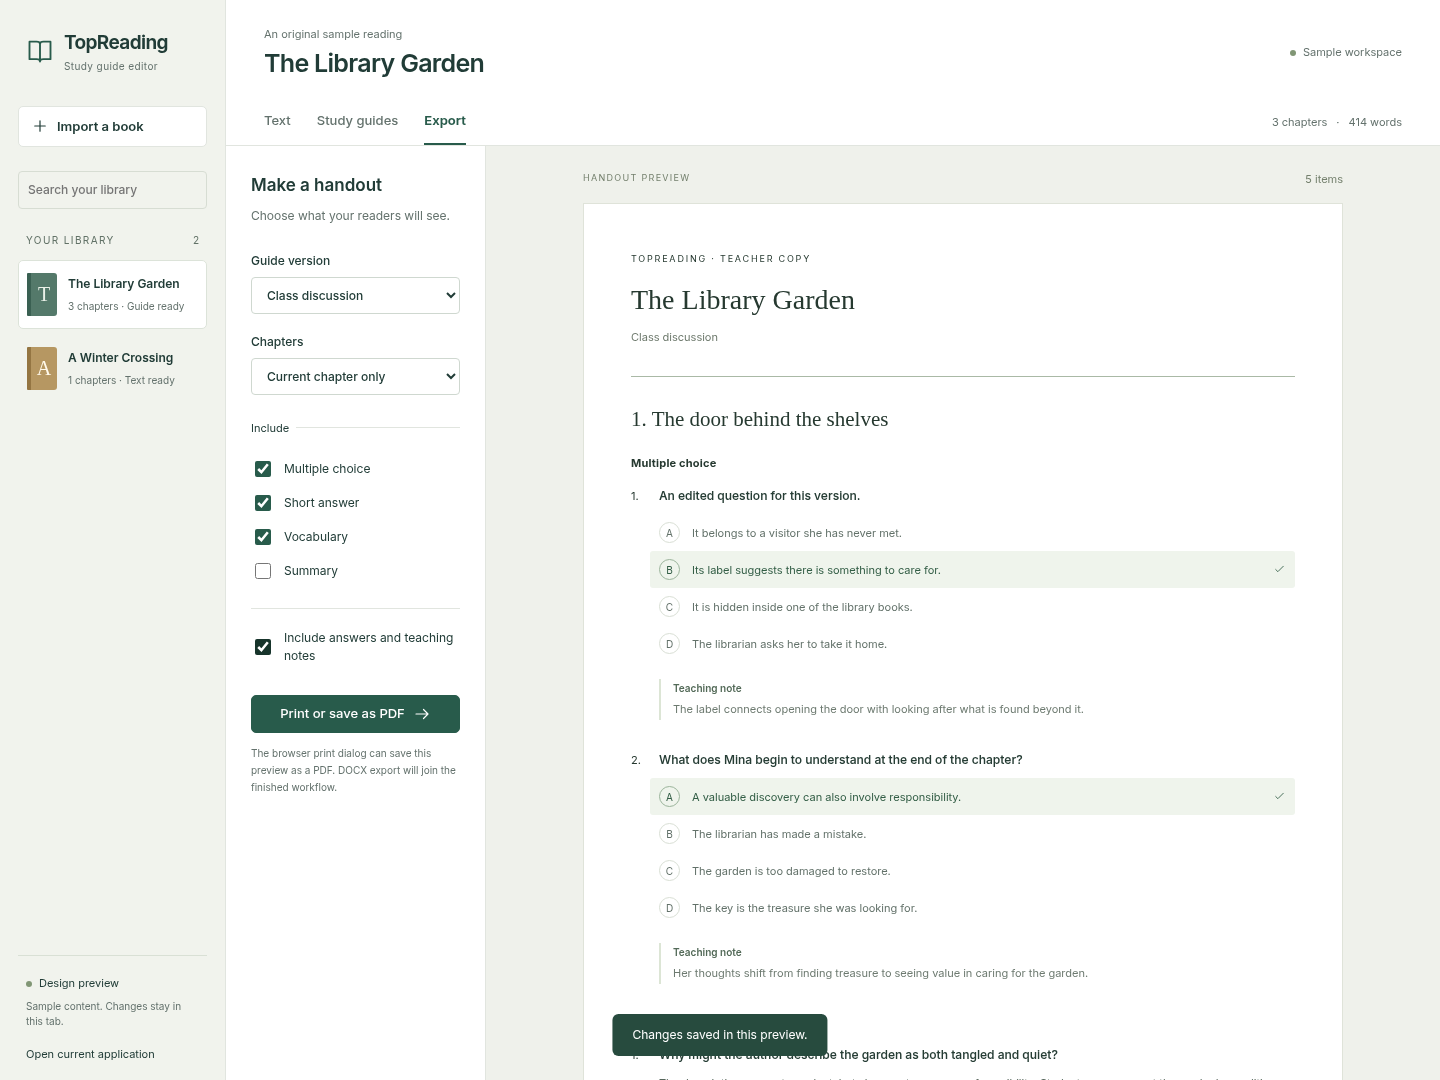 TopReading
Study guide editor
Import a book
Search your library
YOUR LIBRARY 2
T
The Library Garden
3 chapters · Guide ready
A
A Winter Crossing
1 chapters · Text ready
Design preview
Sample content. Changes stay in
this tab.
Open current application
An original sample reading
The Library Garden
Sample workspace
Text Study guides Export
3 chapters · 414 words
Make a handout
Choose what your readers will see.
Guide version
Class discussion
Chapters
Current chapter only
Include
Multiple choice
Short answer
Vocabulary
Summary
Include answers and teaching
notes
Print or save as PDF
The browser print dialog can save this
preview as a PDF. DOCX export will join the
finished workflow.
HANDOUT PREVIEW
5 items
TOPREADING · TEACHER COPY
The Library Garden
Class discussion
1. The door behind the shelves
Multiple choice
1. An edited question for this version.
A It belongs to a visitor she has never met.
B Its label suggests there is something to care for.
C It is hidden inside one of the library books.
D The librarian asks her to take it home.
Teaching note
The label connects opening the door with looking after what is found beyond it.
2. What does Mina begin to understand at the end of the chapter?
A A valuable discovery can also involve responsibility.
B The librarian has made a mistake.
C The garden is too damaged to restore.
D The key is the treasure she was looking for.
Teaching note
Her thoughts shift from finding treasure to seeing value in caring for the garden.
Changes saved in this preview.
1. Why might the author describe the garden as both tangled and quiet?